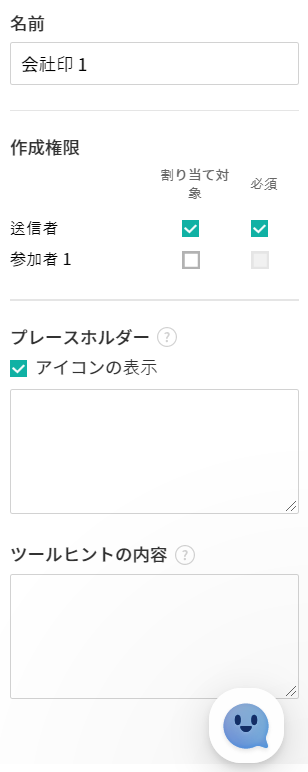 名前
会社印 1
作成権限
割り当て対
象
必須
送信者
参加者 1
プレースホルダー ?
アイコンの表示
ツールヒントの内容 ?